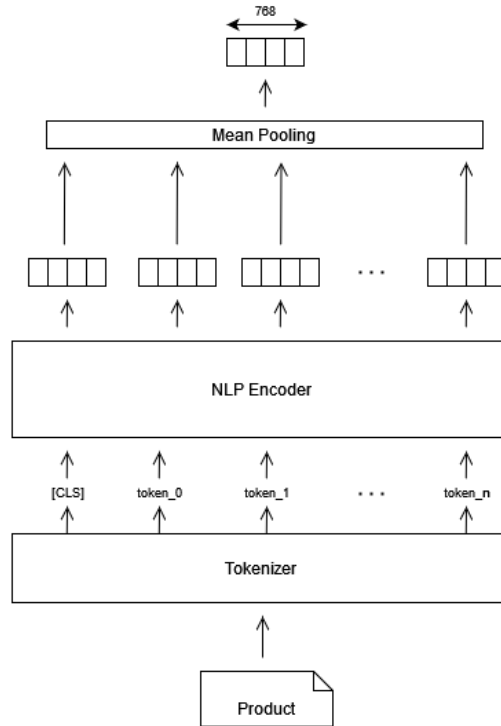 768
Mean Pooling
. . .
NLP Encoder
[CLS] token_0 token_1 . . . token_n
Tokenizer
Product